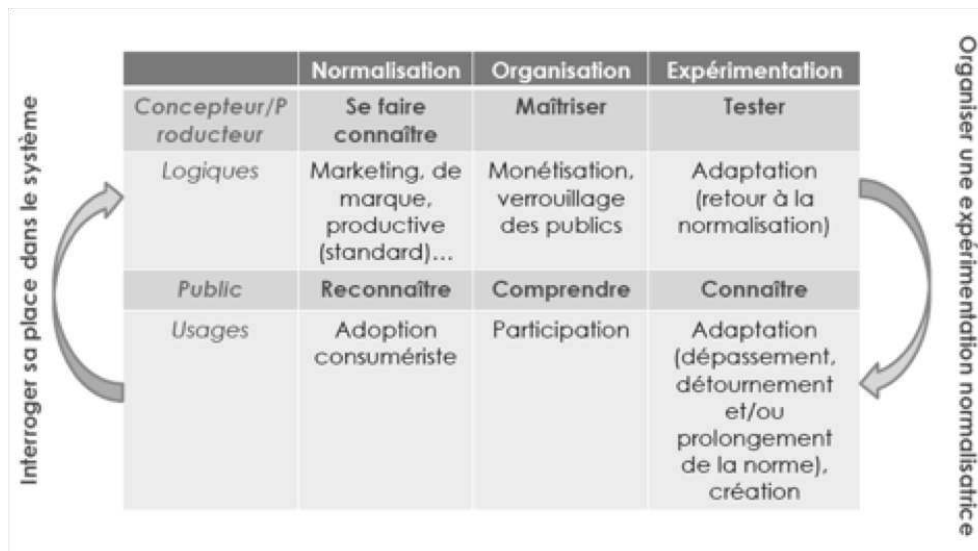 Interroger sa place dans le système
Normalisation Organisation Expérimentation
Concepteur/P
roducteur
Se faire
connaître
Maîtriser
Tester
Logiques
Marketing, de
marque,
productive
(standard)...
Monétisation,
verrouillage
des publics
Adaptation
(retour à la
normalisation)
Public
Reconnaître
Comprendre
Connaître
Usages
Adoption
consumériste
Participation
Adaptation
(dépassement,
détournement
et/ou
prolongement
de la norme),
création
Organiser une expérimentation normalisatrice